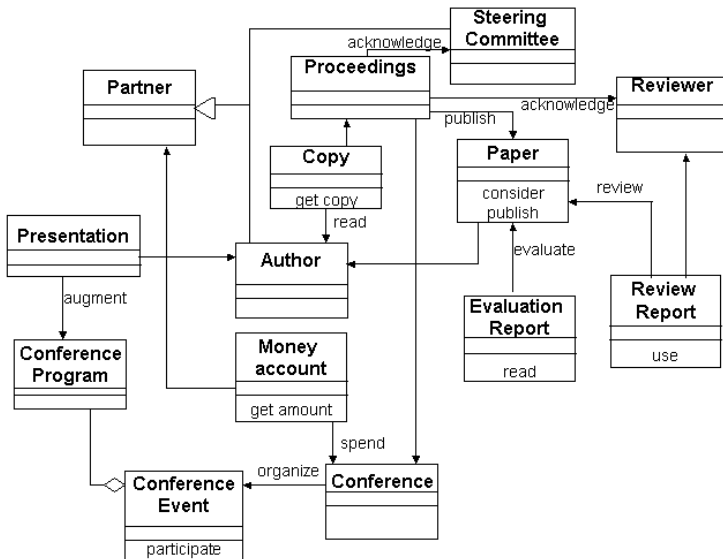 Steering
Committee
acknowledge
Proceedings
Partner
Reviewer
acknowledge
publish
Copy
get copy
Paper
consider
publish
review
read
Presentation
Author
evaluate
augment
Evaluation
Report
read
Review
Report
use
Conference
Program
Money
account
get amount
spend
organize
Conference
Conference
Event
participate